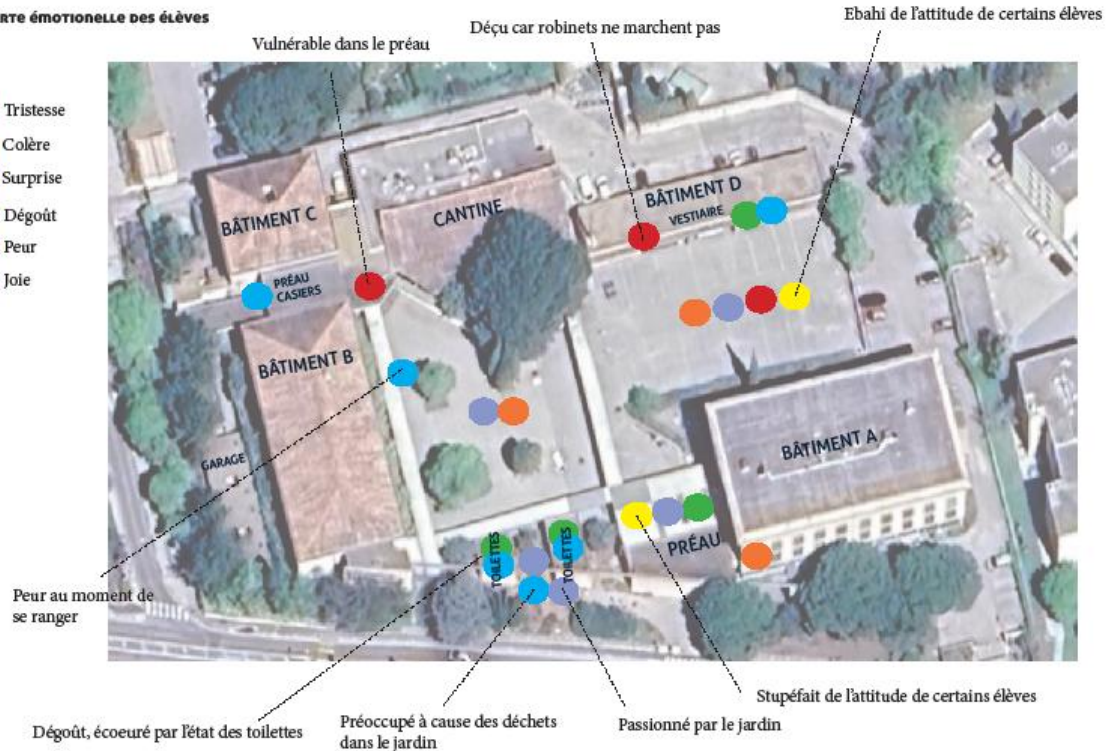 RTE émotionelle des élèves
Vulnérable dans le préau
Déçu car robinets ne marchent pas
Ebahi de l'attitude de certains élèves
Tristesse
Colère
Surprise
Dégoût
Peur
Joie
BÂTIMENT C
CANTINE
BÂTIMENT D
VESTIAIRE
PRÉAU
CASIERS
BÂTIMENT B
GARAGE
BÂTIMENT A
TOILETTES
TOILETTES
PRÉAU
Peur au moment de
se ranger
Dégoût, écoeuré par l'état des toilettes
Préoccupé à cause des déchets
dans le jardin
Passionné par le jardin
Stupéfait de l'attitude de certains élèves